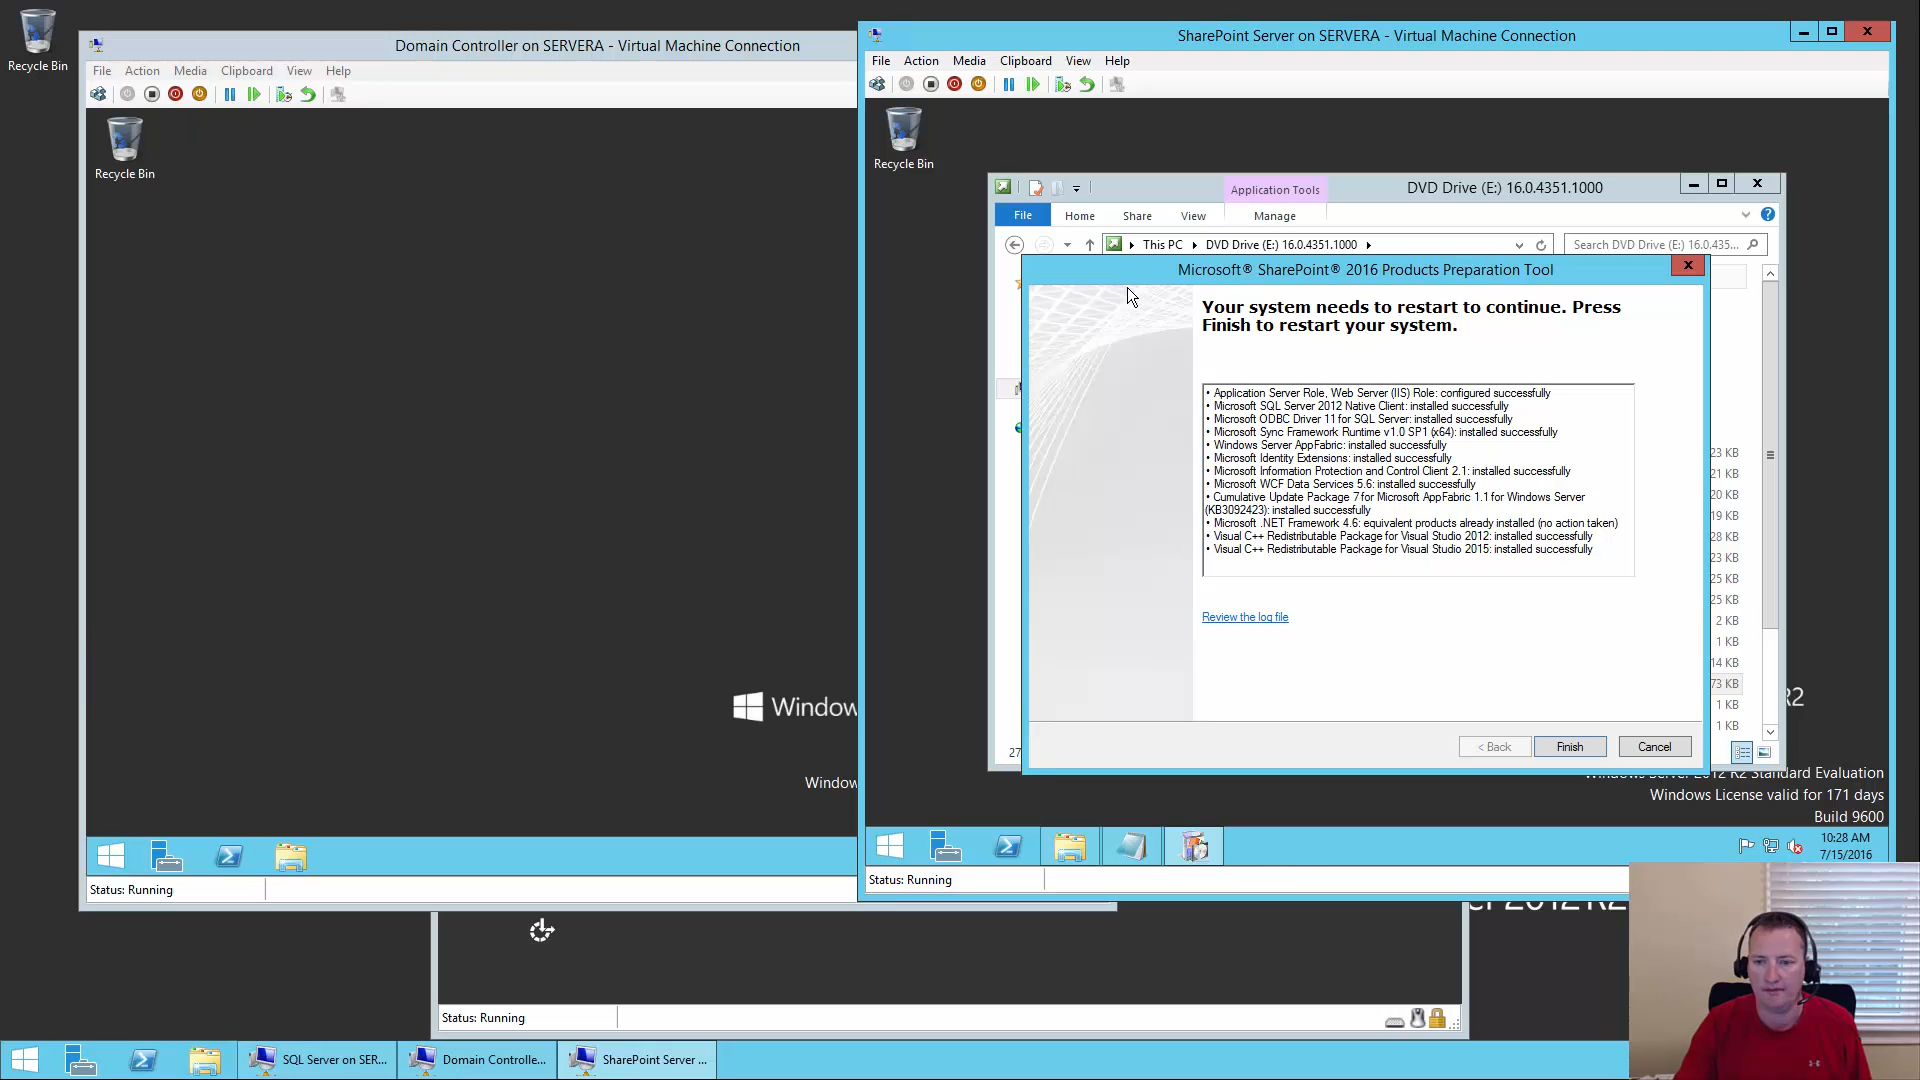 Recycle Bin
Domain Controller on SERVERA - Virtual Machine Connection
File Action Media Clipboard View Help
Recycle Bin
Window
Window
Status: Running
SharePoint Server on SERVERA - Virtual Machine Connection
File Action Media Clipboard View Help
Recycle Bin
Application Tools
DVD Drive (E:) 16.0.4351.1000
File Home Share View Manage
This PC DVD Drive (E:) 16.0.4351.1000
Search DVD Drive (E:) 16.0.435...
Microsoft® SharePoint® 2016 Products Preparation Tool
Your system needs to restart to continue. Press
Finish to restart your system.
• Application Server Role, Web Server (IIS) Role: configured successfully
• Microsoft SQL Server 2012 Native Client: installed successfully
• Microsoft ODBC Driver 11 for SQL Server: installed successfully
• Microsoft Sync Framework Runtime v1.0 SP1 (x64): installed successfully
• Windows Server AppFabric: installed successfully
• Microsoft Identity Extensions: installed successfully
• Microsoft Information Protection and Control Client 2.1: installed successfully
• Microsoft WCF Data Services 5.6: installed successfully
• Cumulative Update Package 7 for Microsoft AppFabric 1.1 for Windows Server
(KB3092423): installed successfully
• Microsoft .NET Framework 4.6: equivalent products already installed (no action taken)
• Visual C++ Redistributable Package for Visual Studio 2012: installed successfully
• Visual C++ Redistributable Package for Visual Studio 2015: installed successfully
Review the log file
< Back Finish Cancel
23 KB
21 KB
20 KB
19 KB
28 KB
23 KB
25 KB
25 KB
2 KB
1 KB
14 KB
73 KB
1 KB
1 KB
27
R2
Windows Server 2012 R2 Standard Evaluation
Windows License valid for 171 days
Build 9600
10:28 AM
7/15/2016
Status: Running
er 2012 R2
Status: Running
SQL Server on SER...
Domain Controlle...
SharePoint Server ...